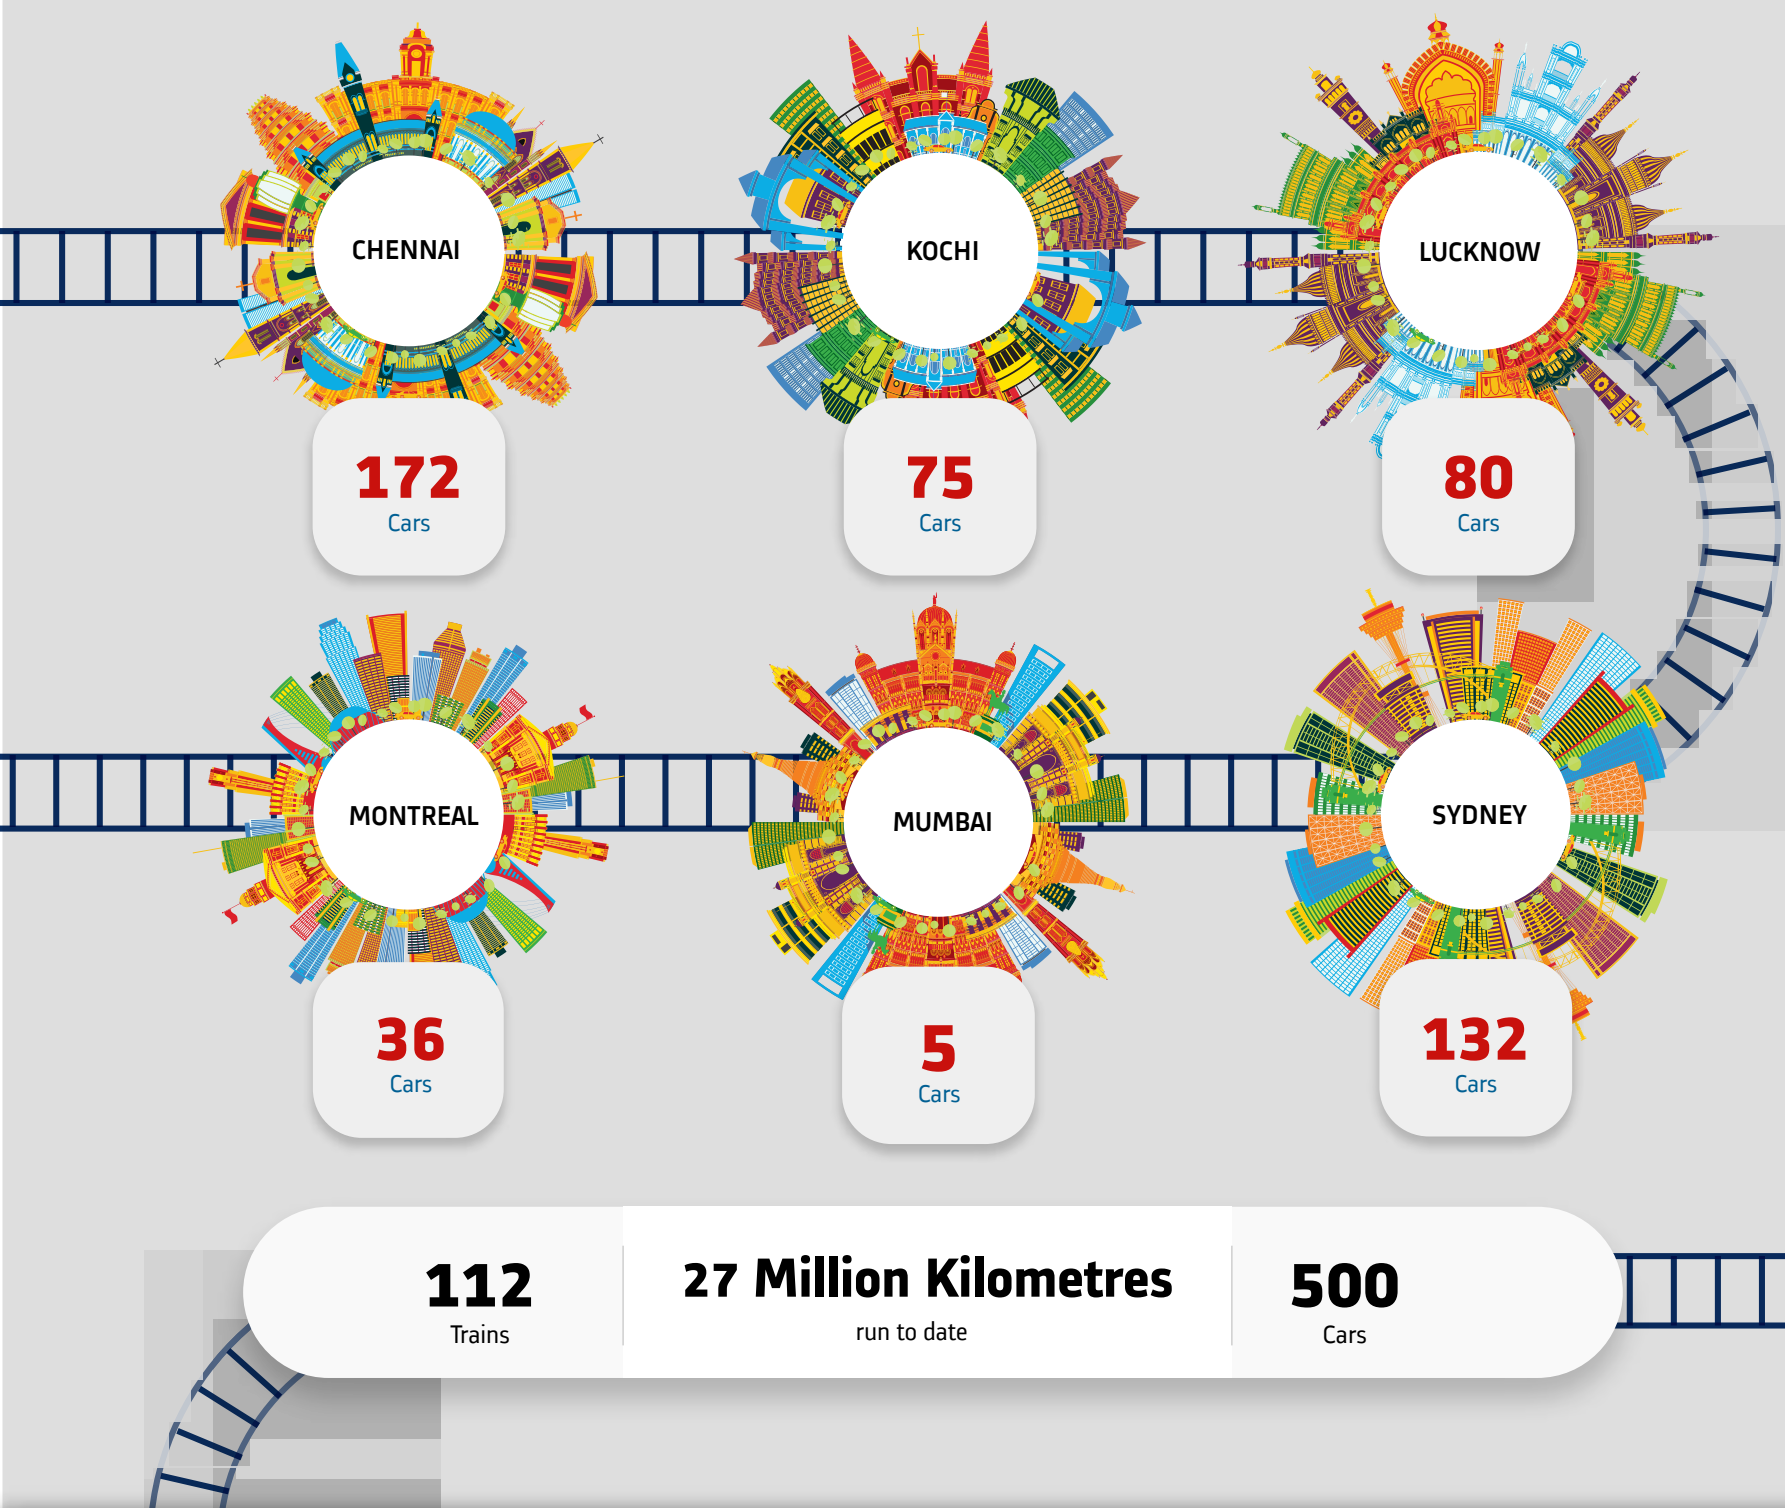 CHENNAI
KOCHI
LUCKNOW
172
Cars
75
Cars
80
Cars
MONTREAL
MUMBAI
SYDNEY
36
Cars
5
Cars
132
Cars
112
Trains
27 Million Kilometres
run to date
500
Cars